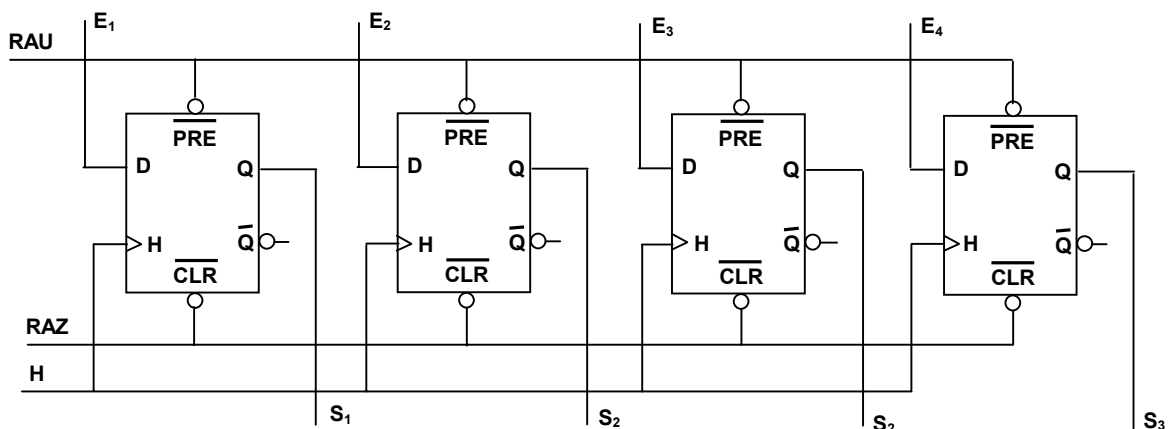 E₁ E₂ E₃ E₄
RAU
PRE PRE PRE PRE
D Q D Q D Q D Q
H Q̅ H Q̅ H Q̅ H Q̅
CLR CLR CLR CLR
RAZ
H
S₁ S₂ S₂ S₃